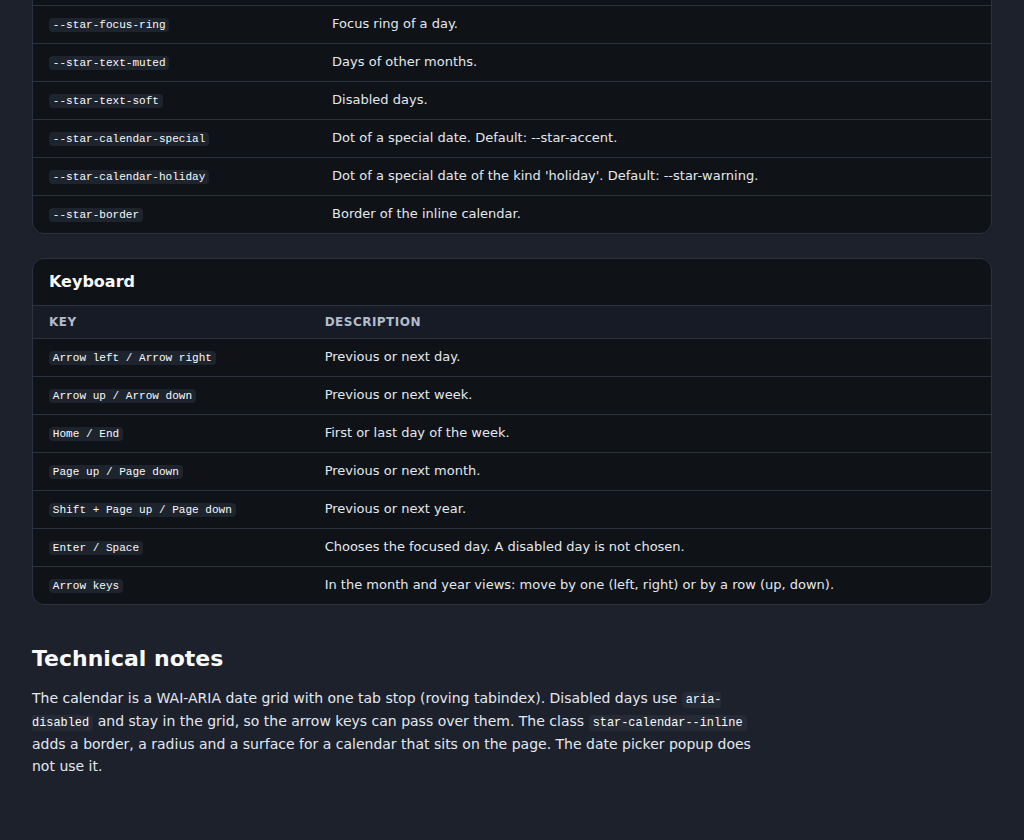 --star-focus-ring Focus ring of a day.
--star-text-muted Days of other months.
--star-text-soft Disabled days.
--star-calendar-special Dot of a special date. Default: --star-accent.
--star-calendar-holiday Dot of a special date of the kind 'holiday'. Default: --star-warning.
--star-border Border of the inline calendar.
Keyboard
KEY DESCRIPTION
Arrow left / Arrow right Previous or next day.
Arrow up / Arrow down Previous or next week.
Home / End First or last day of the week.
Page up / Page down Previous or next month.
Shift + Page up / Page down Previous or next year.
Enter / Space Chooses the focused day. A disabled day is not chosen.
Arrow keys In the month and year views: move by one (left, right) or by a row (up, down).
Technical notes
The calendar is a WAI-ARIA date grid with one tab stop (roving tabindex). Disabled days use aria-
disabled and stay in the grid, so the arrow keys can pass over them. The class star-calendar--inline
adds a border, a radius and a surface for a calendar that sits on the page. The date picker popup does
not use it.